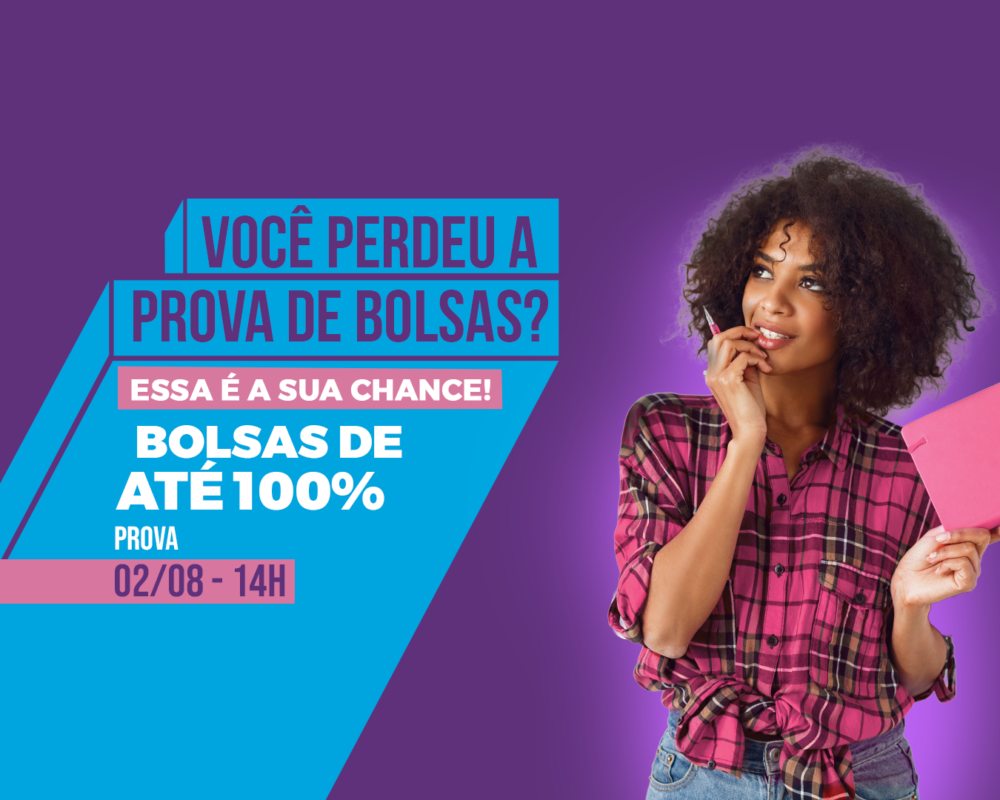 VOCÊ PERDEU A
PROVA DE BOLSAS?
ESSA É A SUA CHANCE!
BOLSAS DE
ATÉ 100%
PROVA
02/08 - 14H